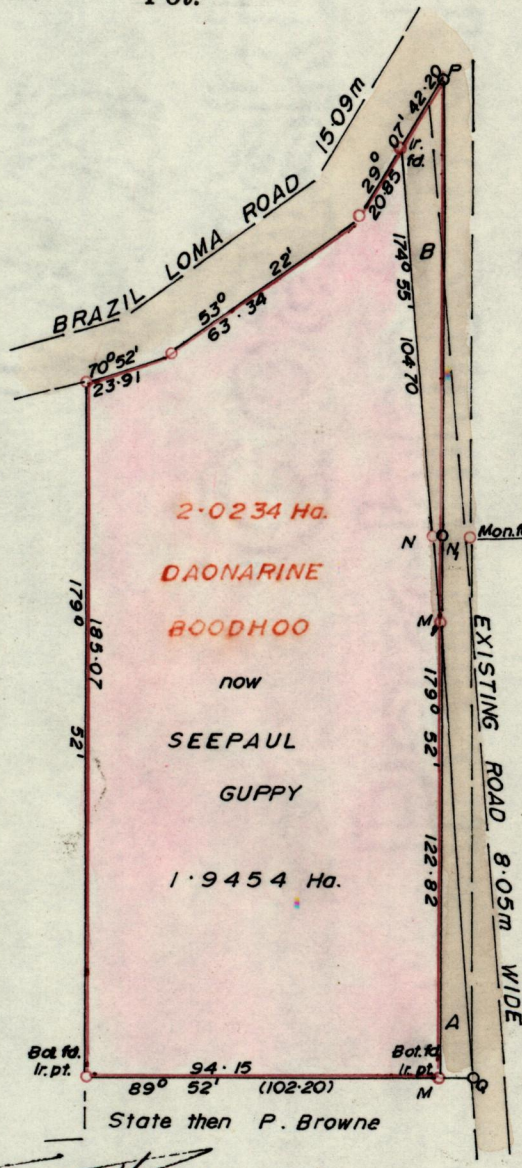 BRAZIL LOMA ROAD 15·09m
P
29° 07' 42·20
20·85
Ir. fd.
B
53° 22'
63·34
70° 52'
23·91
174° 55' 104·70
2·0234 Ha.
DAONARINE
BOODHOO
now
SEEPAUL
GUPPY
1·9454 Ha.
N
N₁
Mon.f
M
179° 52'
185·07
179° 52' 122·82
EXISTING ROAD 8·05m WIDE
A
Bot. fd.
Ir. pt.
Bot. fd.
Ir. pt.
94·15
89° 52' (102·20)
M
Q
State then P. Browne